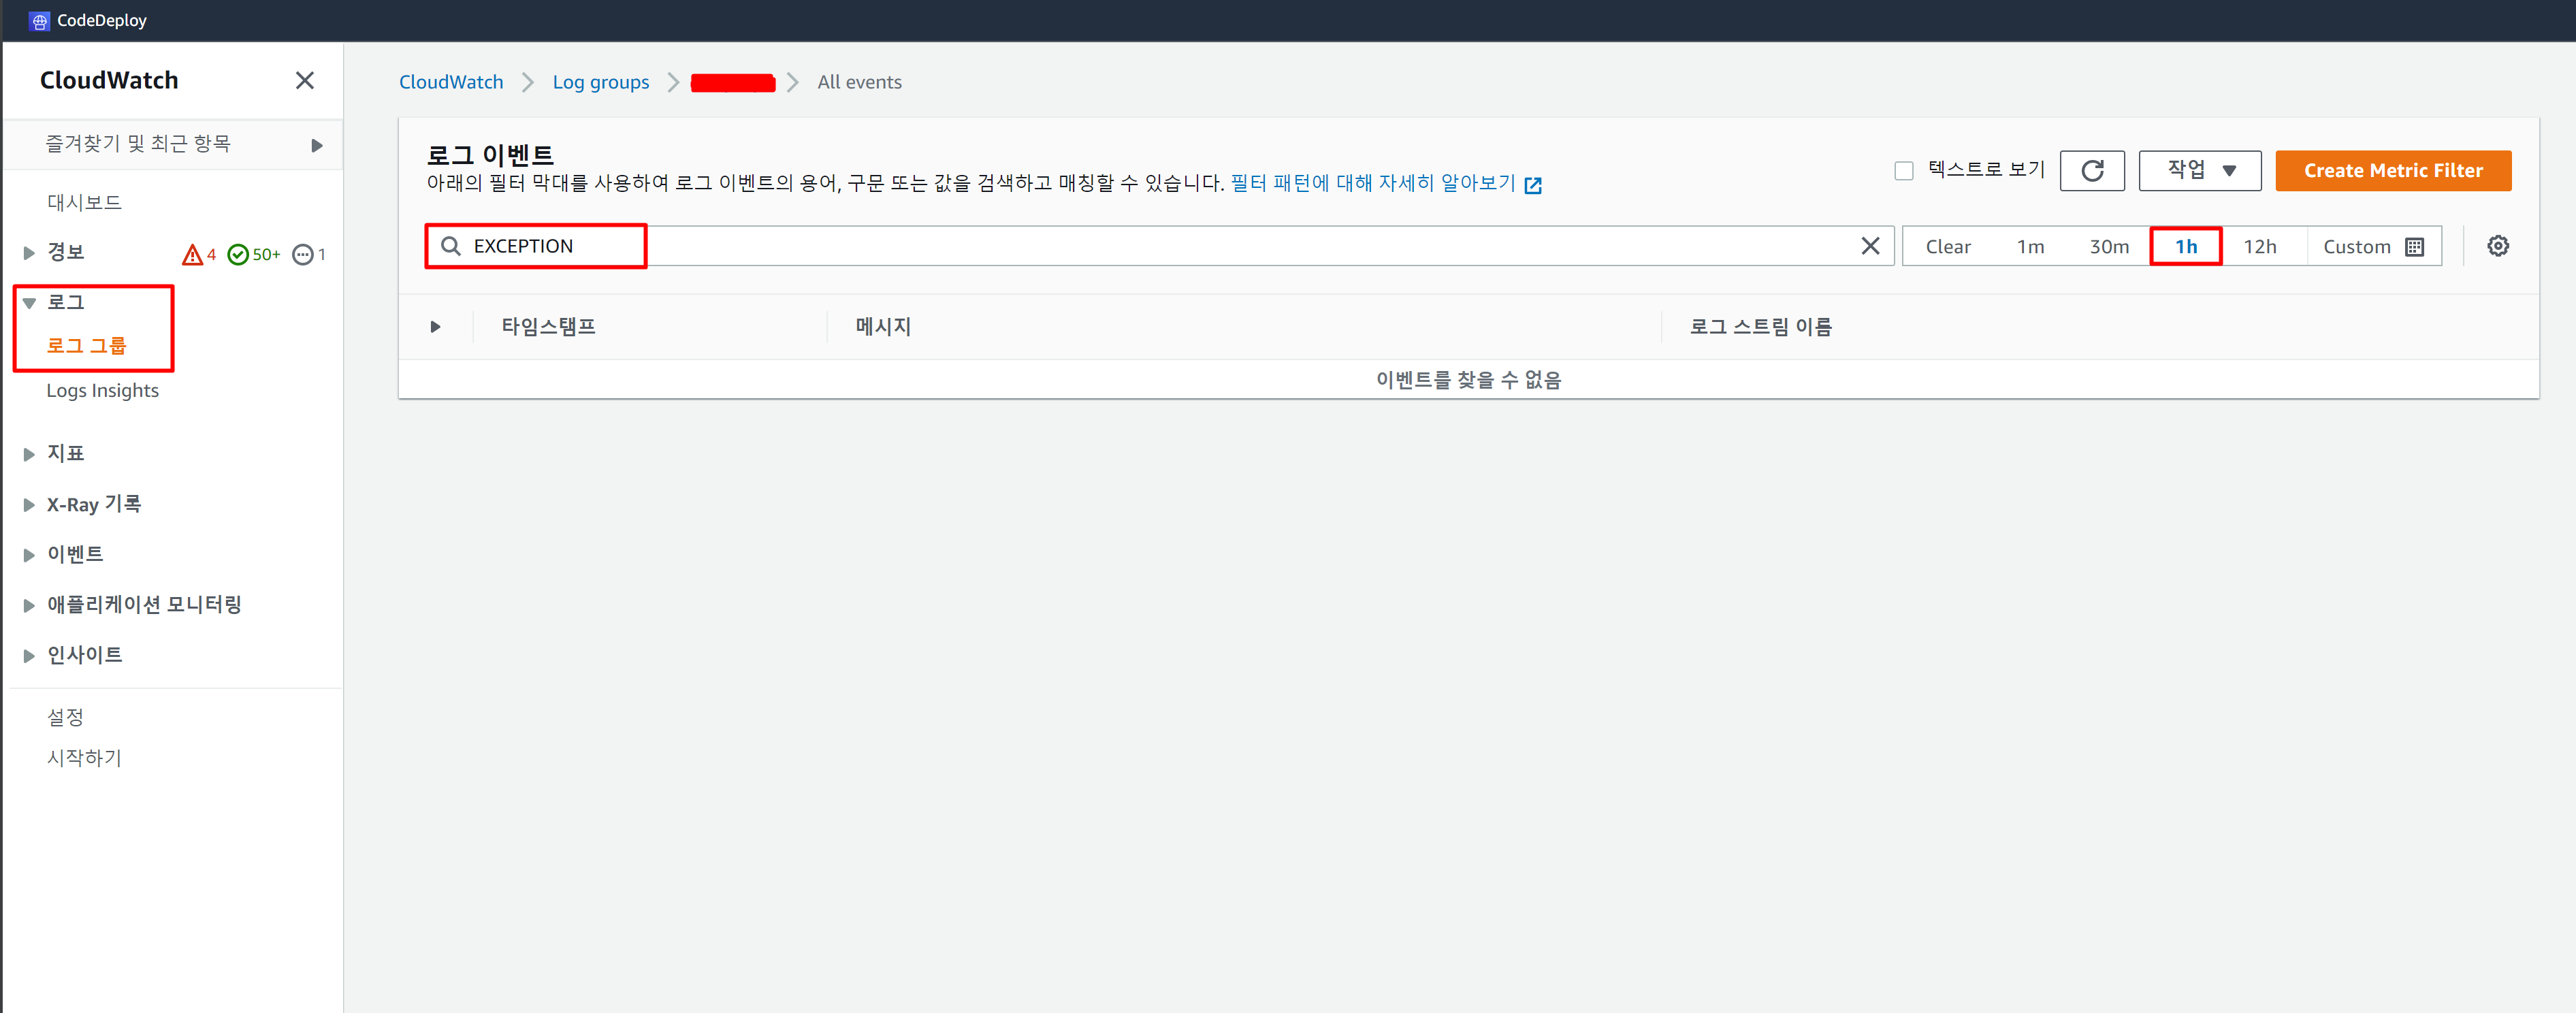 CodeDeploy
CloudWatch
즐겨찾기 및 최근 항목
대시보드
경보 4 50+ 1
로그
로그 그룹
Logs Insights
지표
X-Ray 기록
이벤트
애플리케이션 모니터링
인사이트
설정
시작하기
CloudWatch Log groups All events
로그 이벤트
아래의 필터 막대를 사용하여 로그 이벤트의 용어, 구문 또는 값을 검색하고 매칭할 수 있습니다. 필터 패턴에 대해 자세히 알아보기
텍스트로 보기 작업 Create Metric Filter
EXCEPTION Clear 1m 30m 1h 12h Custom
타임스탬프 메시지 로그 스트림 이름
이벤트를 찾을 수 없음